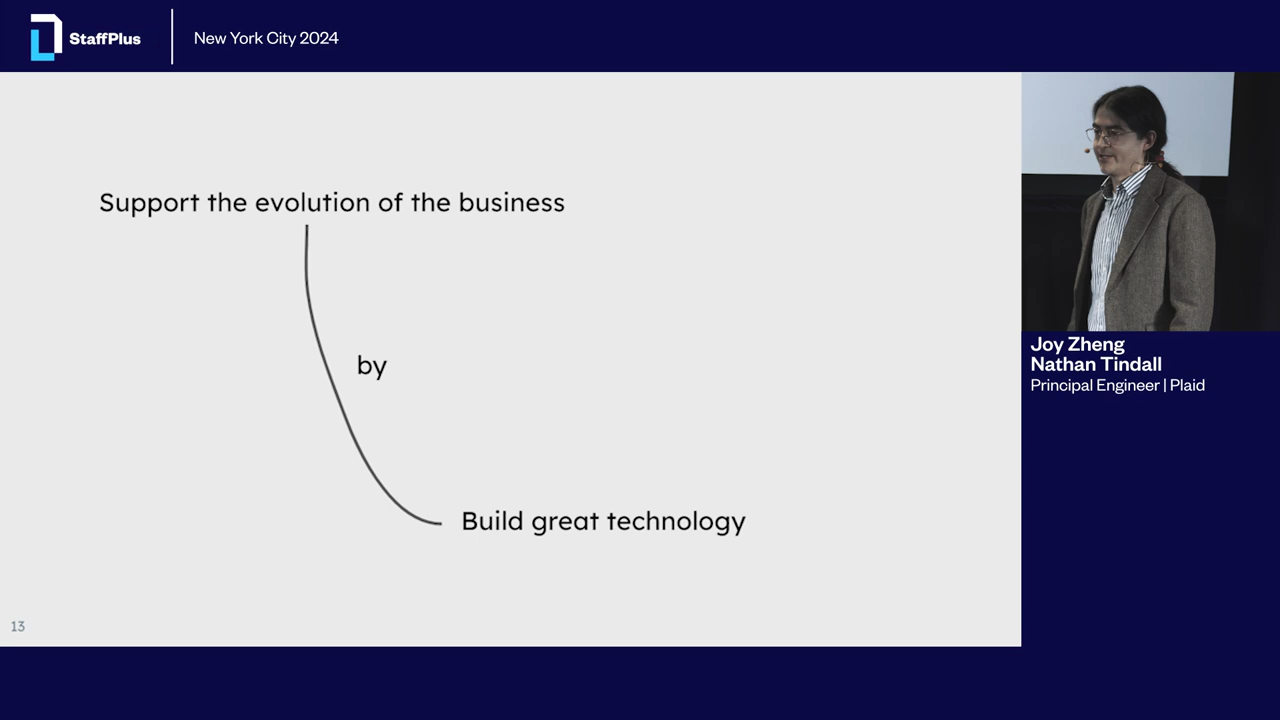 StaffPlus
New York City 2024
Support the evolution of the business
by
Build great technology
13
Joy Zheng
Nathan Tindall
Principal Engineer | Plaid